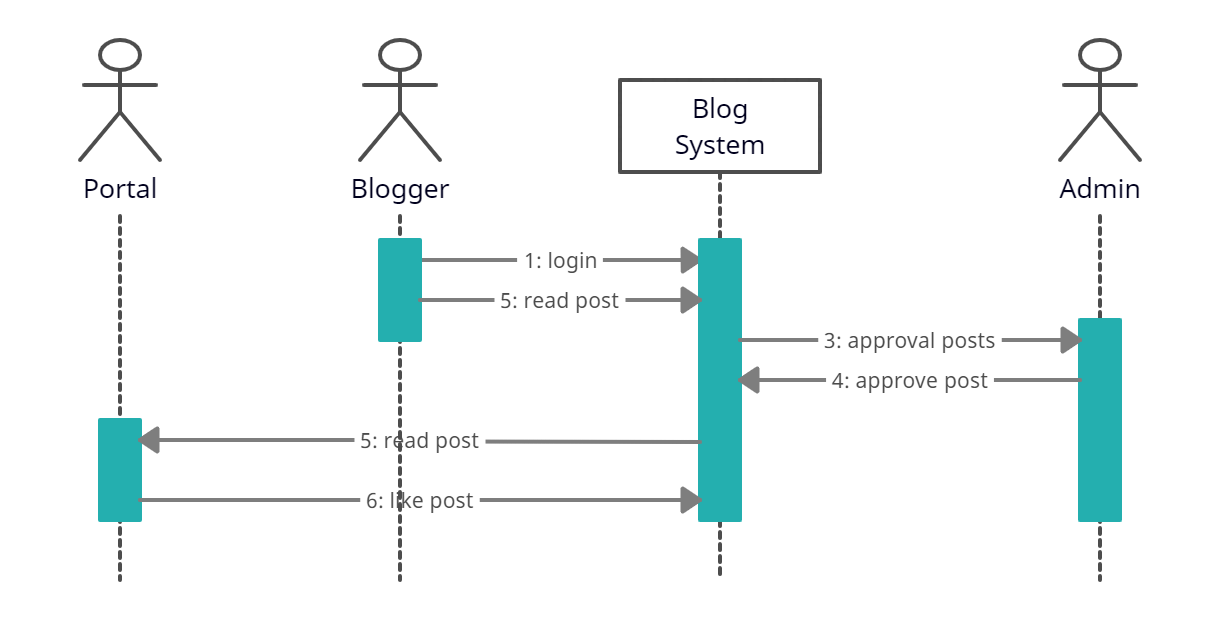 Blog
System
Portal
Blogger
Admin
1: login
5: read post
3: approval posts
4: approve post
5: read post
6: like post